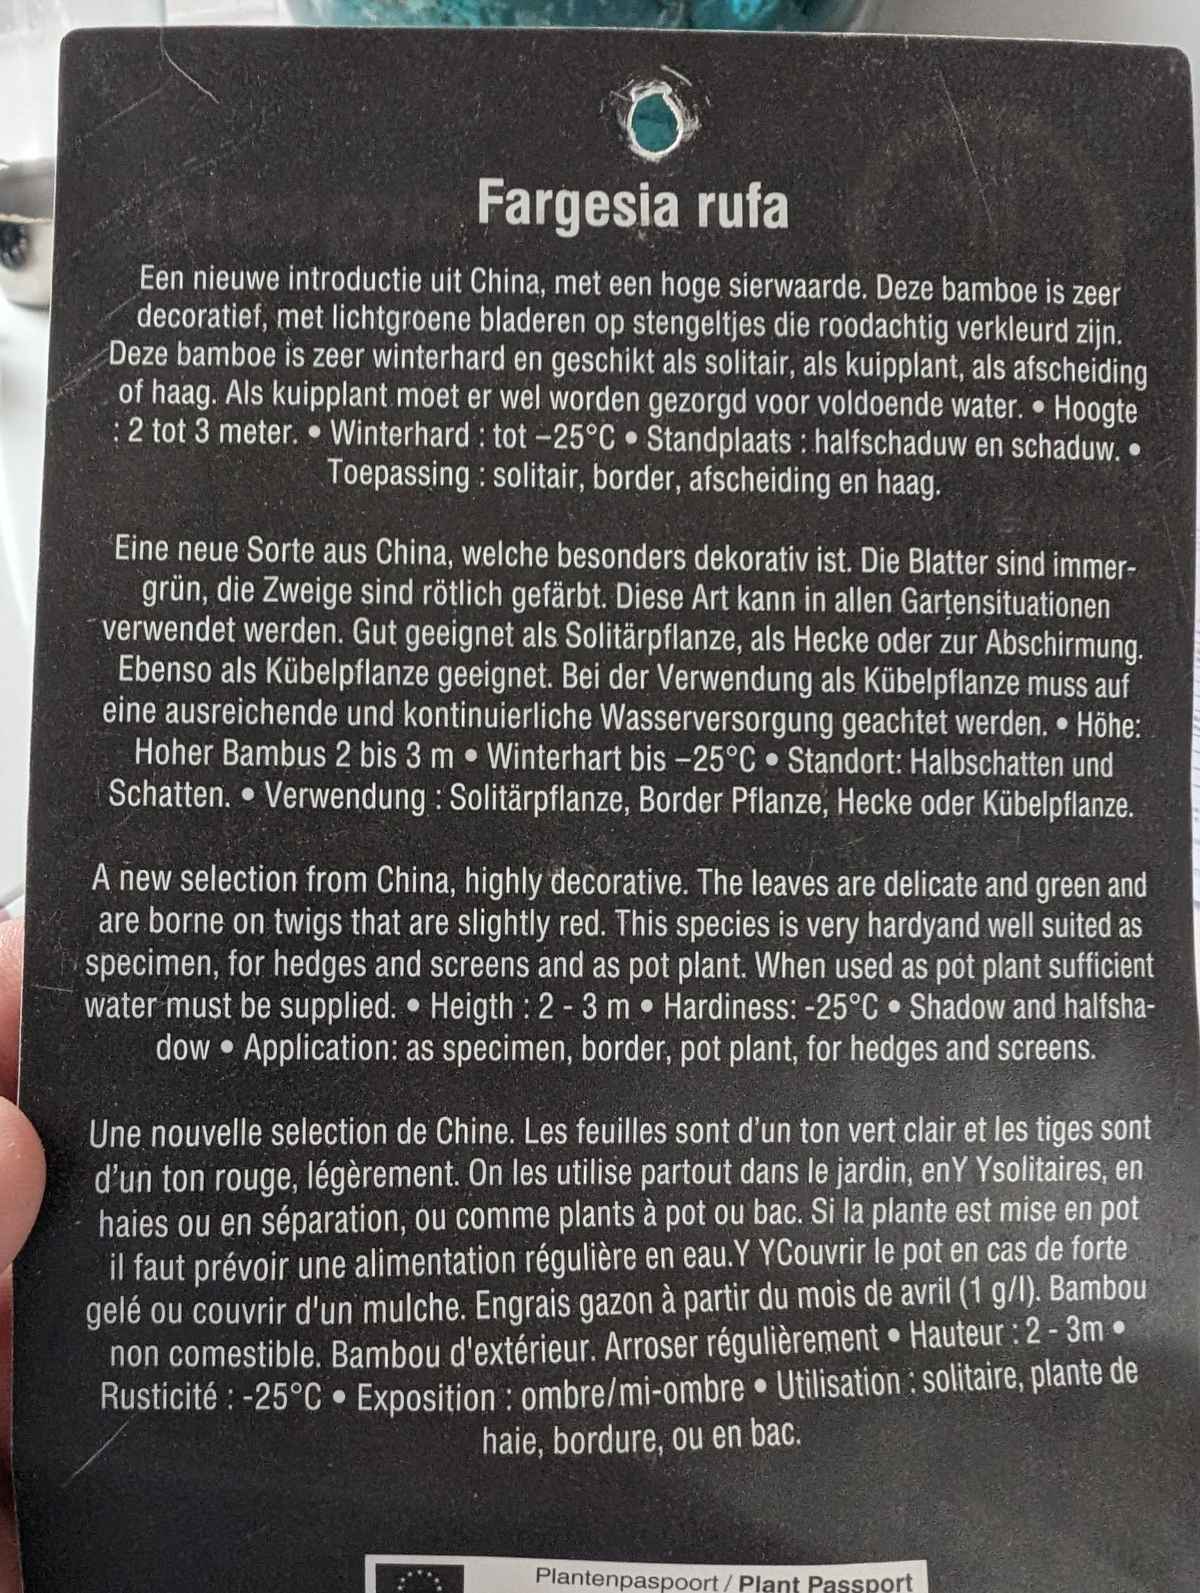 Fargesia rufa
Een nieuwe introductie uit China, met een hoge sierwaarde. Deze bamboe is zeer
decoratief, met lichtgroene bladeren op stengeltjes die roodachtig verkleurd zijn.
Deze bamboe is zeer winterhard en geschikt als solitair, als kuipplant, als afscheiding
of haag. Als kuipplant moet er wel worden gezorgd voor voldoende water. • Hoogte
: 2 tot 3 meter. • Winterhard : tot –25°C • Standplaats : halfschaduw en schaduw. •
Toepassing : solitair, border, afscheiding en haag.
Eine neue Sorte aus China, welche besonders dekorativ ist. Die Blatter sind immer-
grün, die Zweige sind rötlich gefärbt. Diese Art kann in allen Gartensituationen
verwendet werden. Gut geeignet als Solitärpflanze, als Hecke oder zur Abschirmung.
Ebenso als Kübelpflanze geeignet. Bei der Verwendung als Kübelpflanze muss auf
eine ausreichende und kontinuierliche Wasserversorgung geachtet werden. • Höhe:
Hoher Bambus 2 bis 3 m • Winterhart bis –25°C • Standort: Halbschatten und
Schatten. • Verwendung : Solitärpflanze, Border Pflanze, Hecke oder Kübelpflanze.
A new selection from China, highly decorative. The leaves are delicate and green and
are borne on twigs that are slightly red. This species is very hardyand well suited as
specimen, for hedges and screens and as pot plant. When used as pot plant sufficient
water must be supplied. • Heigth : 2 - 3 m • Hardiness: -25°C • Shadow and halfsha-
dow • Application: as specimen, border, pot plant, for hedges and screens.
Une nouvelle selection de Chine. Les feuilles sont d'un ton vert clair et les tiges sont
d'un ton rouge, légèrement. On les utilise partout dans le jardin, enY Ysolitaires, en
haies ou en séparation, ou comme plants à pot ou bac. Si la plante est mise en pot
il faut prévoir une alimentation régulière en eau.Y YCouvrir le pot en cas de forte
gelé ou couvrir d'un mulche. Engrais gazon à partir du mois de avril (1 g/l). Bambou
non comestible. Bambou d'extérieur. Arroser régulièrement • Hauteur : 2 - 3m •
Rusticité : -25°C • Exposition : ombre/mi-ombre • Utilisation : solitaire, plante de
haie, bordure, ou en bac.
Plantenpaspoort / Plant Passport